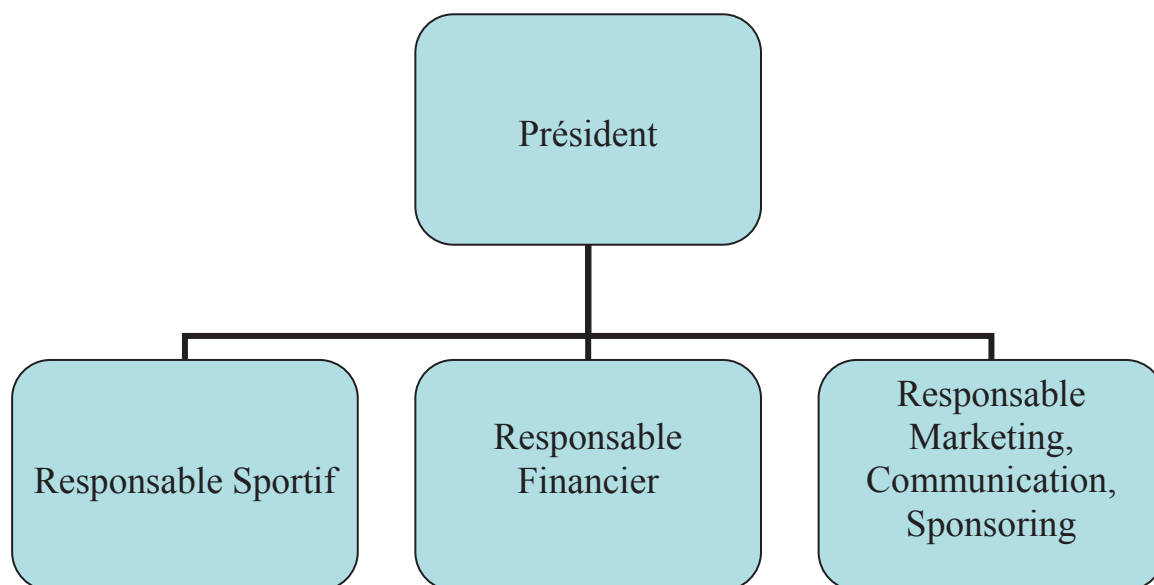 Président
Responsable Sportif
Responsable
Financier
Responsable
Marketing,
Communication,
Sponsoring